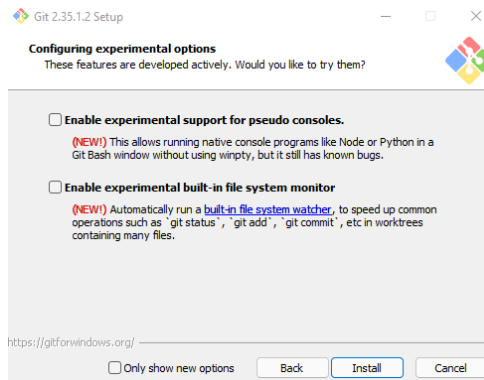 Git 2.35.1.2 Setup
Configuring experimental options
These features are developed actively. Would you like to try them?
Enable experimental support for pseudo consoles.
(NEW!) This allows running native console programs like Node or Python in a
Git Bash window without using winpty, but it still has known bugs.
Enable experimental built-in file system monitor
(NEW!) Automatically run a built-in file system watcher, to speed up common
operations such as `git status`, `git add`, `git commit`, etc in worktrees
containing many files.
https://gitforwindows.org/
Only show new options
Back
Install
Cancel